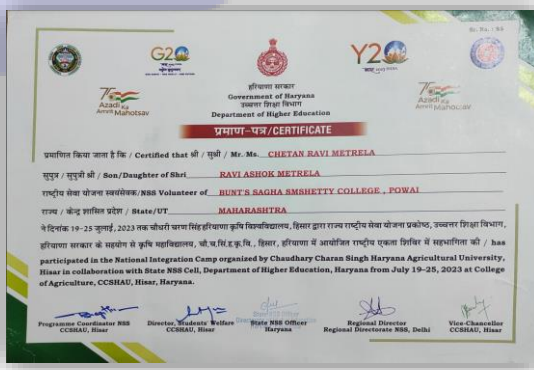 Sr. No. : 86
G20
Y20
हरियाणा सरकार
Government of Haryana
उच्चतर शिक्षा विभाग
Department of Higher Education
Azadi Ka
Amrit Mahotsav
Azadi Ka
Amrit Mahotsav
प्रमाण-पत्र/CERTIFICATE
प्रमाणित किया जाता है कि / Certified that श्री / सुश्री / Mr. Ms. CHETAN RAVI METRELA
सुपुत्र / सुपुत्री श्री / Son/Daughter of Shri RAVI ASHOK METRELA
राष्ट्रीय सेवा योजना स्वयंसेवक/NSS Volunteer of BUNT'S SAGHA SMSHETTY COLLEGE , POWAI
राज्य / केन्द्र शासित प्रदेश / State/UT MAHARASHTRA
ने दिनांक 19-25 जुलाई, 2023 तक चौधरी चरण सिंह हरियाणा कृषि विश्वविद्यालय, हिसार द्वारा राज्य राष्ट्रीय सेवा योजना प्रकोष्ठ, उच्चतर शिक्षा विभाग,
हरियाणा सरकार के सहयोग से कृषि महाविद्यालय, चौ.च.सिं.ह.कृ.वि., हिसार, हरियाणा में आयोजित राष्ट्रीय एकता शिविर में सहभागिता की / has
participated in the National Integration Camp organized by Chaudhary Charan Singh Haryana Agricultural University,
Hisar in collaboration with State NSS Cell, Department of Higher Education, Haryana from July 19-25, 2023 at College
of Agriculture, CCSHAU, Hisar, Haryana.
Programme Coordinator NSS
CCSHAU, Hisar
Director, Students' Welfare
CCSHAU, Hisar
State NSS Officer
Haryana
Regional Director
Regional Directorate NSS, Delhi
Vice-Chancellor
CCSHAU, Hisar